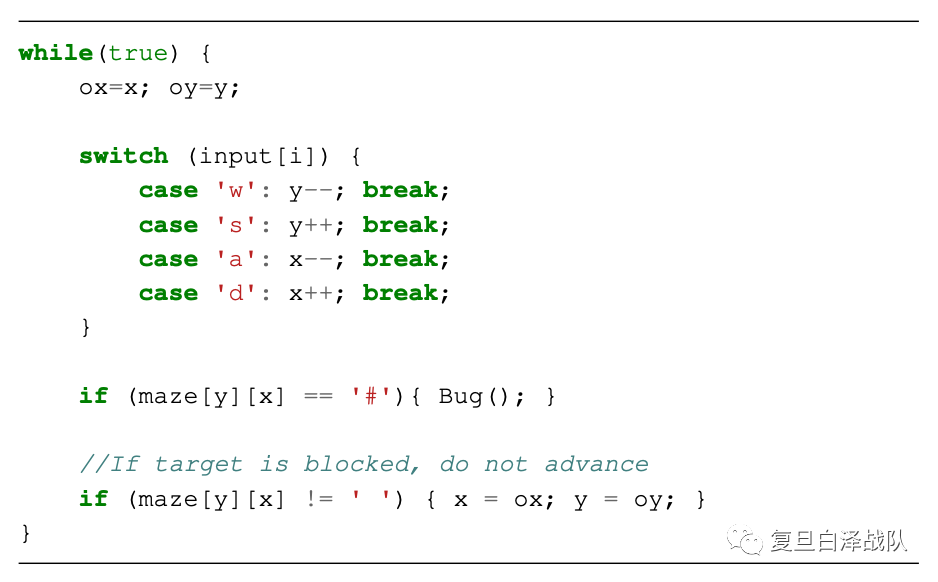 while(true) {
    ox=x; oy=y;

    switch (input[i]) {
        case 'w': y--; break;
        case 's': y++; break;
        case 'a': x--; break;
        case 'd': x++; break;
    }

    if (maze[y][x] == '#'){ Bug(); }

    //If target is blocked, do not advance
    if (maze[y][x] != ' ') { x = ox; y = oy; }
}
复旦白泽战队